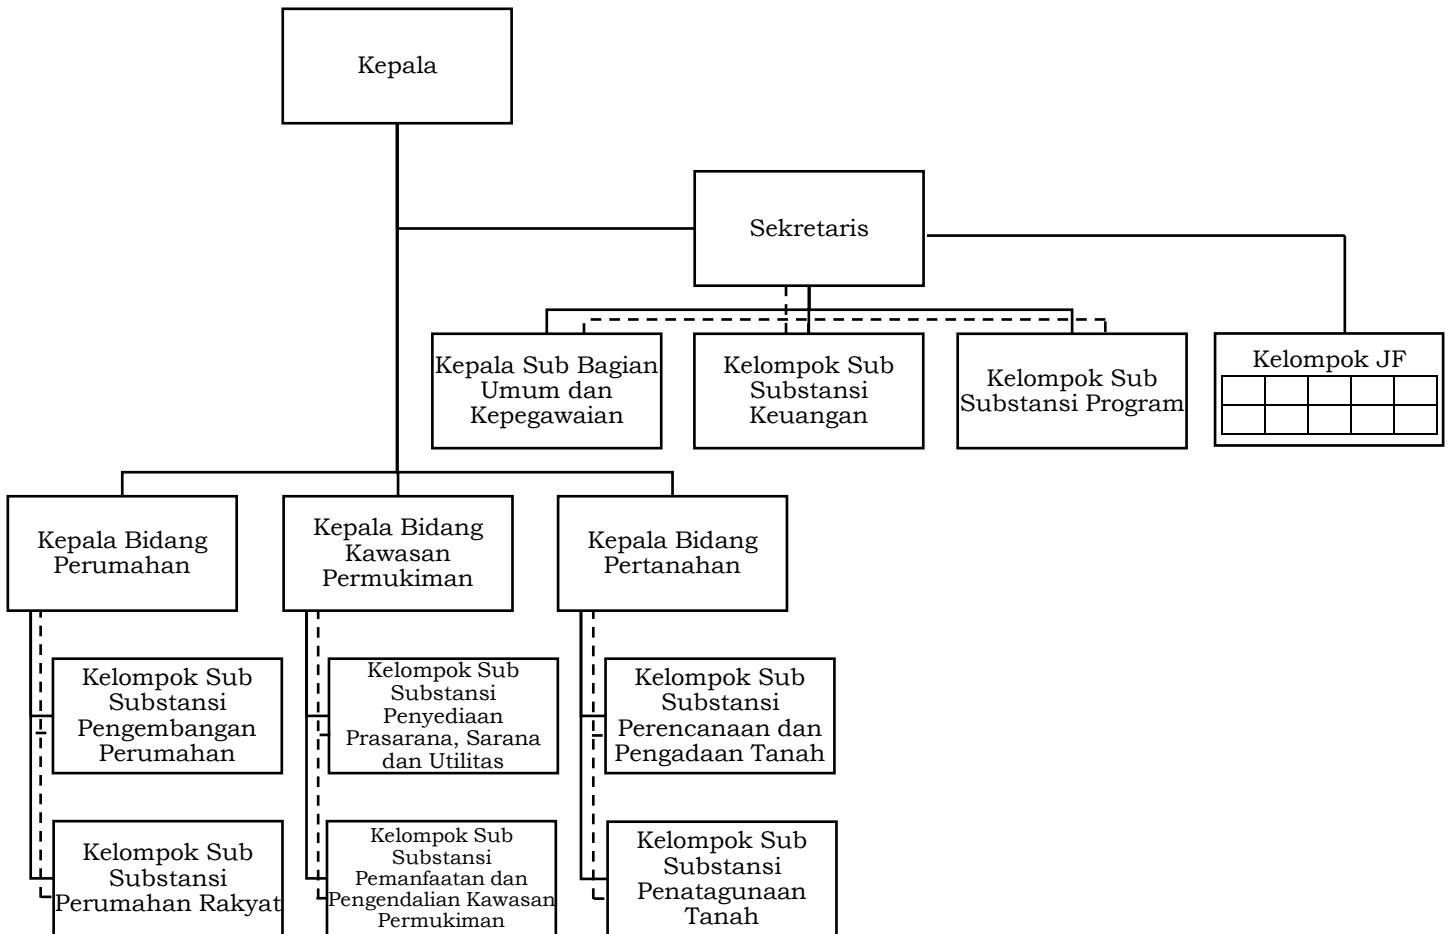 Kepala
Sekretaris
Kepala Sub Bagian
Umum dan
Kepegawaian
Kelompok Sub
Substansi
Keuangan
Kelompok Sub
Substansi Program
Kelompok JF
Kepala Bidang
Perumahan
Kepala Bidang
Kawasan
Permukiman
Kepala Bidang
Pertanahan
Kelompok Sub
Substansi
Pengembangan
Perumahan
Kelompok Sub
Substansi
Penyediaan
Prasarana, Sarana
dan Utilitas
Kelompok Sub
Substansi
Perencanaan dan
Pengadaan Tanah
Kelompok Sub
Substansi
Perumahan Rakyat
Kelompok Sub
Substansi
Pemanfaatan dan
Pengendalian Kawasan
Permukiman
Kelompok Sub
Substansi
Penatagunaan
Tanah